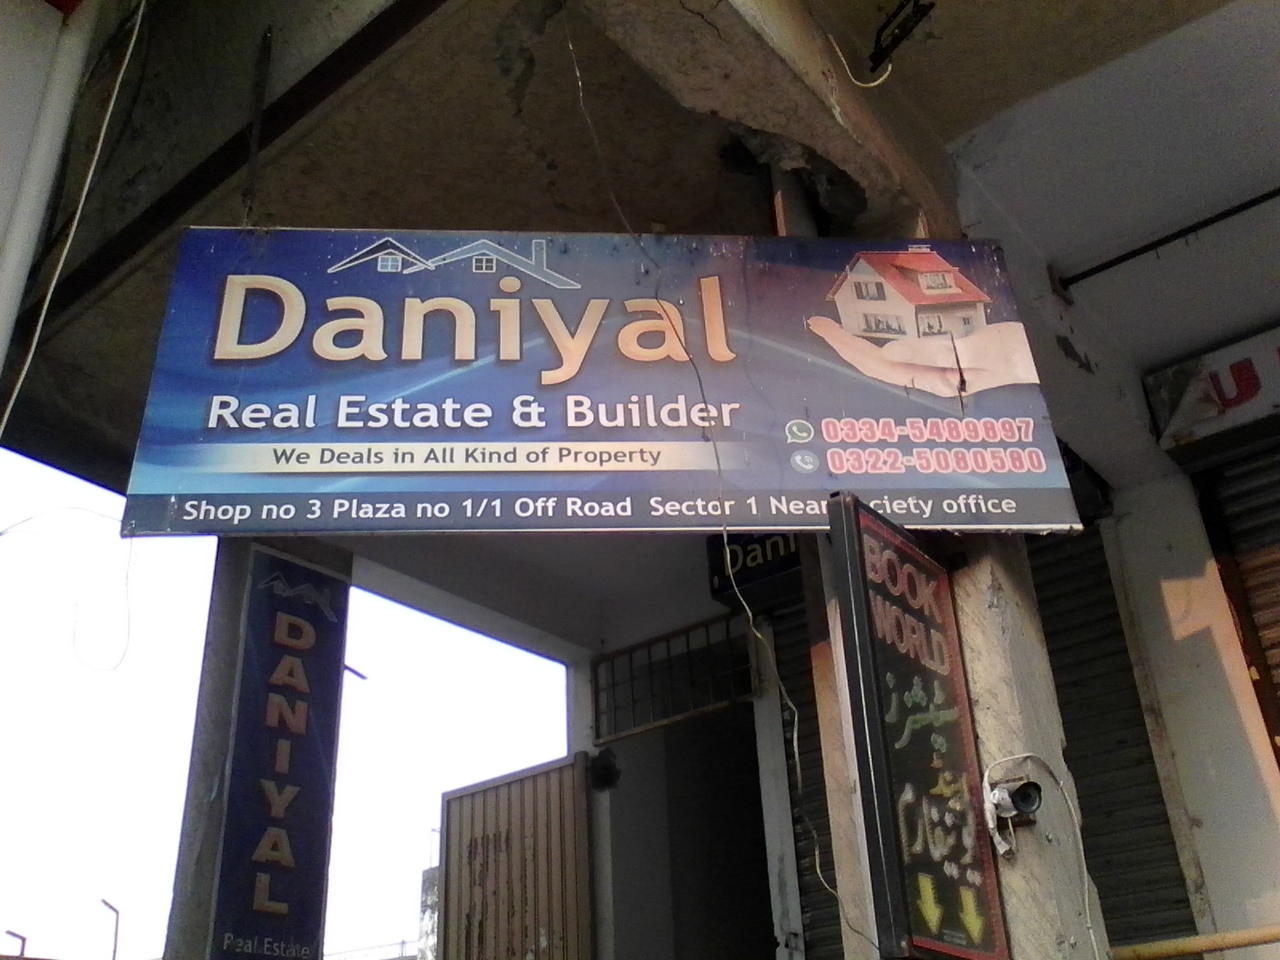 Daniyal
Real Estate & Builder
We Deals in All Kind of Property
0334-5489897
0322-5080580
Shop no 3 Plaza no 1/1 Off Road Sector 1 Near ciety office
DANIYAL
Real Estate
Dani
BOOK
WORLD
U